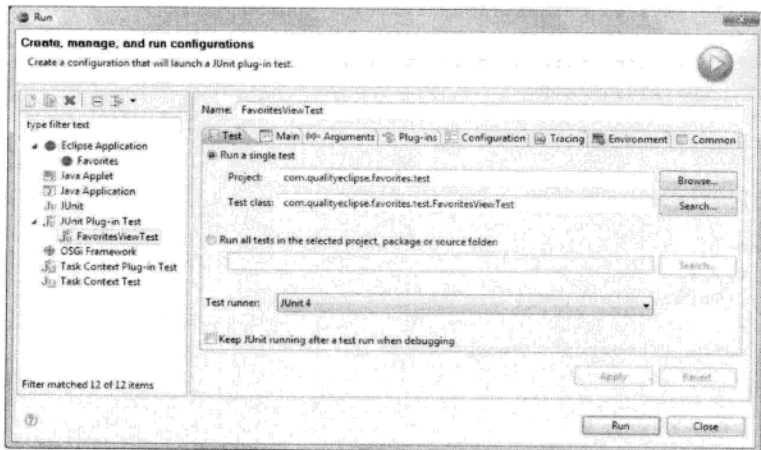 Run
Create, manage, and run configurations
Create a configuration that will launch a JUnit plug-in test.
type filter text
Eclipse Application
Favorites
Java Applet
Java Application
JUnit
JUnit Plug-in Test
FavoritesViewTest
OSGi Framework
Task Context Plug-in Test
Task Context Test
Filter matched 12 of 12 items
Name: FavoritesViewTest
Test Main Arguments Plug-ins Configuration Tracing Environment Common
Run a single test
Project: com.qualityeclipse.favorites.test Browse...
Test class: com.qualityeclipse.favorites.test.FavoritesViewTest Search...
Run all tests in the selected project, package or source folder:
Search...
Test runner: JUnit 4
Keep JUnit running after a test run when debugging
Apply Revert
Run Close